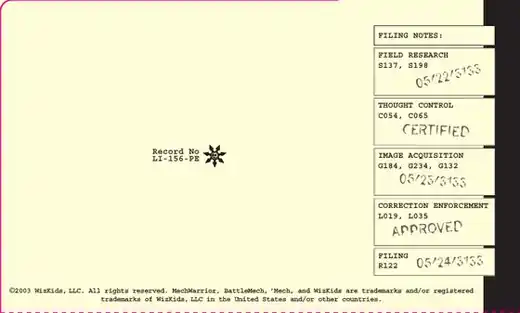 FILING NOTES:
FIELD RESEARCH
S137, S198
05/22/3133
THOUGHT CONTROL
C054, C065
CERTIFIED
Record No
LI-156-PE
IMAGE ACQUISITION
G184, G234, G132
05/23/3133
CORRECTION ENFORCEMENT
L019, L035
APPROVED
FILING
R122
05/24/3133
©2003 WizKids, LLC. All rights reserved. MechWarrior, BattleMech, 'Mech, and WizKids are trademarks and/or registered
trademarks of WizKids, LLC in the United States and/or other countries.